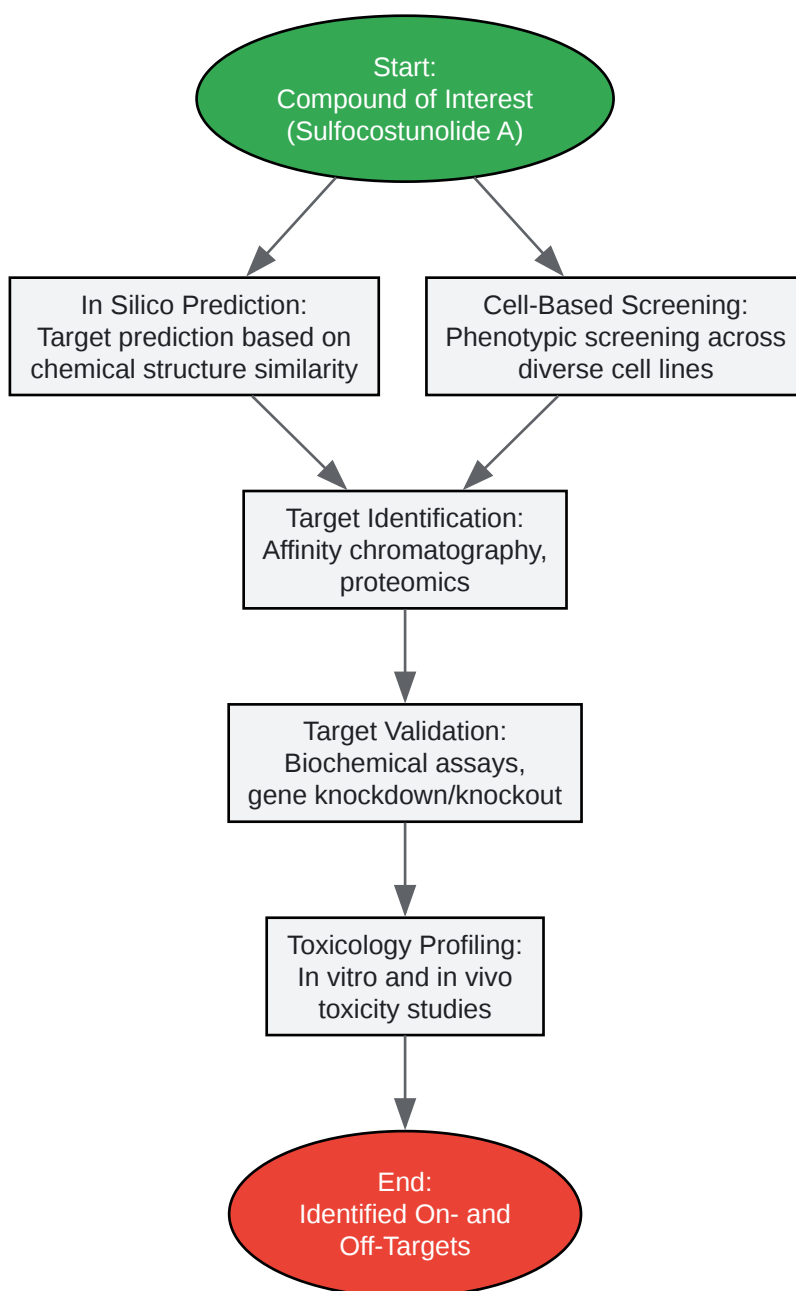 Start:
Compound of Interest
(Sulfocostunolide A)
In Silico Prediction:
Target prediction based on
chemical structure similarity
Cell-Based Screening:
Phenotypic screening across
diverse cell lines
Target Identification:
Affinity chromatography,
proteomics
Target Validation:
Biochemical assays,
gene knockdown/knockout
Toxicology Profiling:
In vitro and in vivo
toxicity studies
End:
Identified On- and
Off-Targets